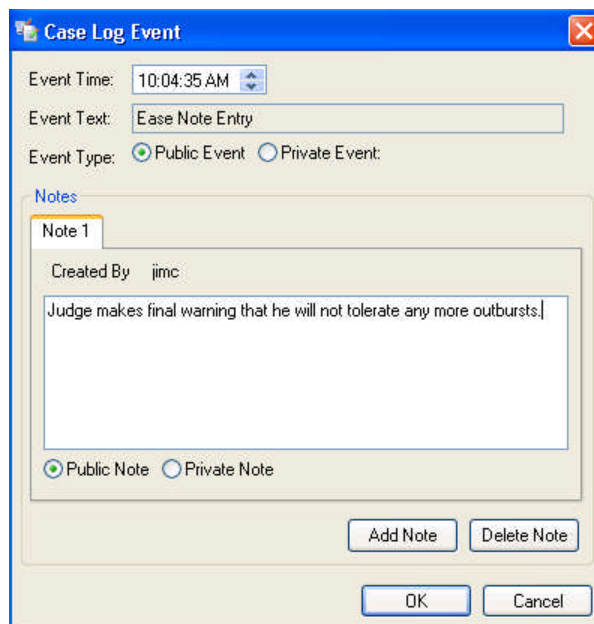 Case Log Event
Event Time: 10:04:35 AM
Event Text: Ease Note Entry
Event Type: Public Event Private Event:
Notes
Note 1
Created By jimc
Judge makes final warning that he will not tolerate any more outbursts.
Public Note Private Note
Add Note Delete Note
OK Cancel